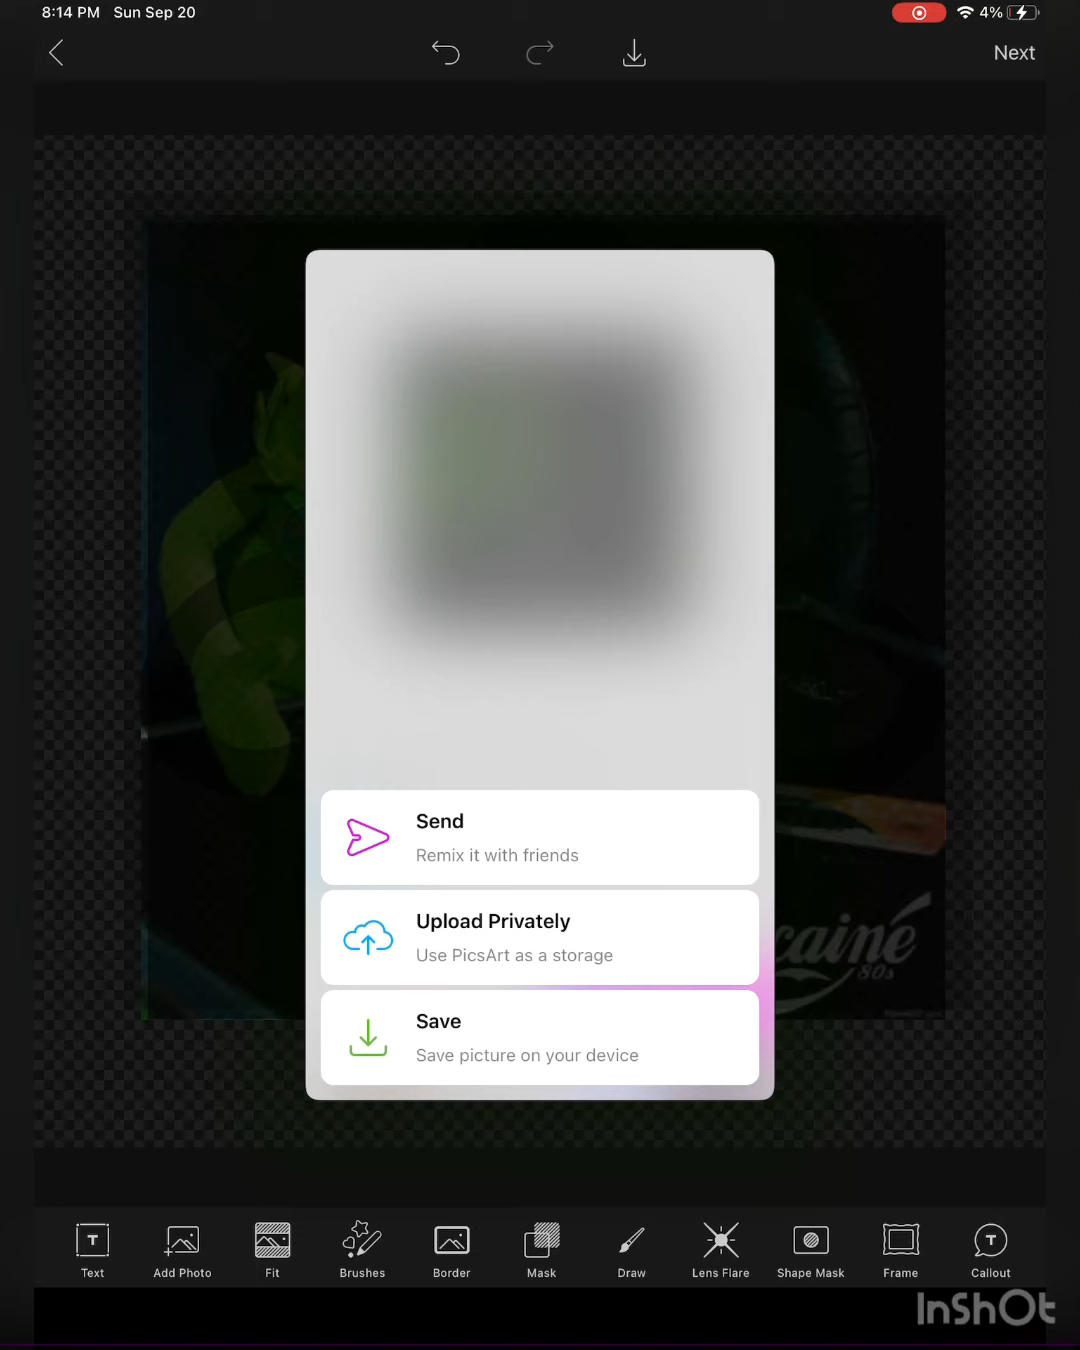 8:14 PM Sun Sep 20
4%
Next
Send
Remix it with friends
Upload Privately
Use PicsArt as a storage
Save
Save picture on your device
caine
80s
Text
Add Photo
Fit
Brushes
Border
Mask
Draw
Lens Flare
Shape Mask
Frame
Callout
InShOt